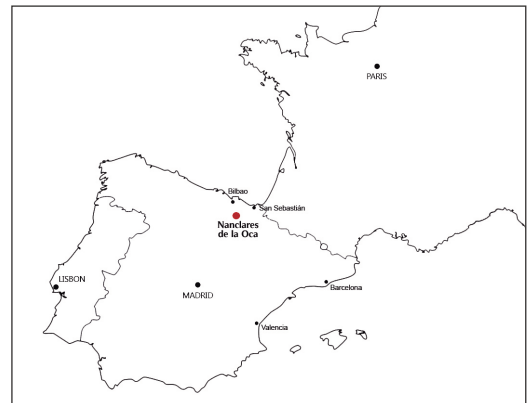 PARIS
Bilbao
San Sebastián
Nanclares
de la Oca
LISBON
MADRID
Barcelona
Valencia